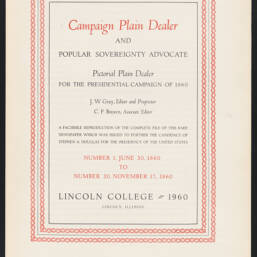 Campaign Plain Dealer
AND
POPULAR SOVEREIGNTY ADVOCATE
Pictorial Plain Dealer
FOR THE PRESIDENTIAL CAMPAIGN OF 1860
J. W. Gray, Editor and Proprietor
C. F. Brown, Associate Editor
A FACSIMILE REPRODUCTION OF THE COMPLETE FILE OF THIS RARE
NEWSPAPER WHICH WAS ISSUED TO FURTHER THE CANDIDACY OF
STEPHEN A. DOUGLAS FOR THE PRESIDENCY OF THE UNITED STATES
NUMBER 1, JUNE 30, 1860
TO
NUMBER 20, NOVEMBER 17, 1860
LINCOLN COLLEGE 1960
LINCOLN, ILLINOIS